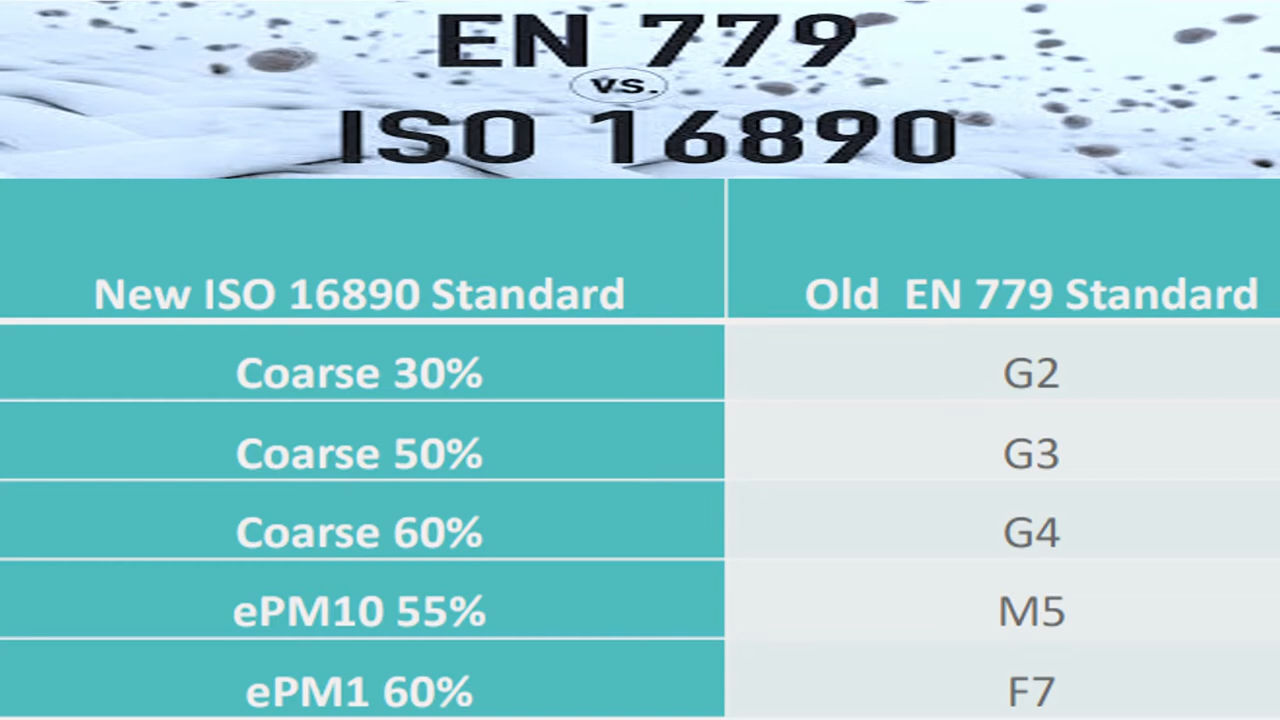 EN 779
vs.
ISO 16890
New ISO 16890 Standard Old EN 779 Standard
Coarse 30% G2
Coarse 50% G3
Coarse 60% G4
ePM10 55% M5
ePM1 60% F7